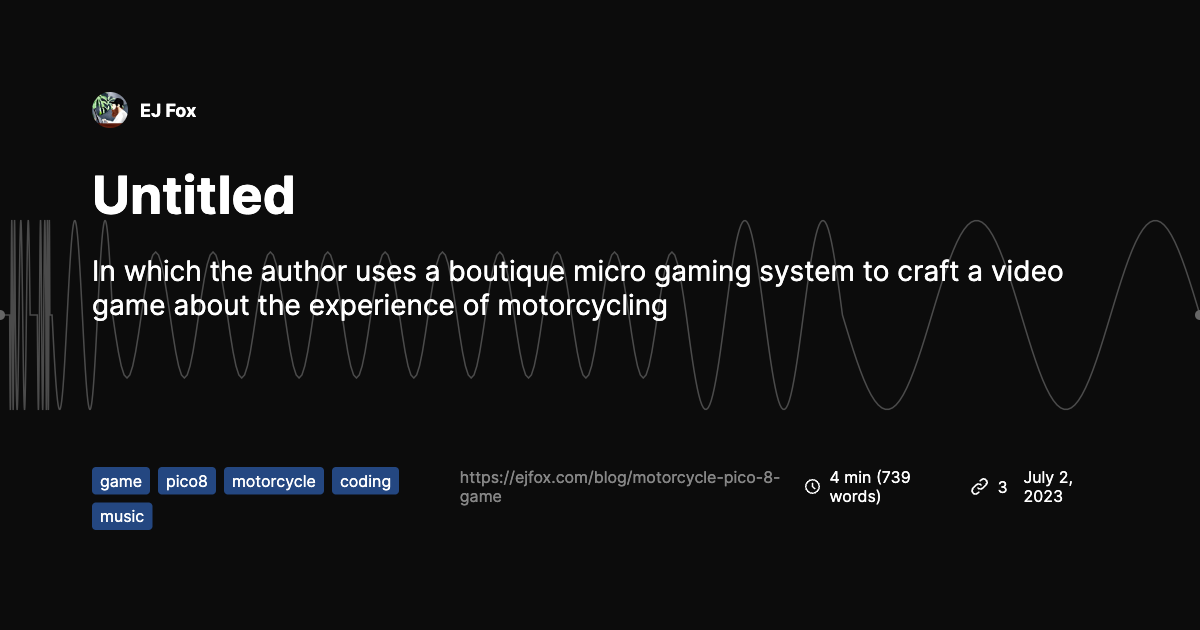 EJ Fox
Untitled
In which the author uses a boutique micro gaming system to craft a video
game about the experience of motorcycling
game pico8 motorcycle coding
music
https://ejfox.com/blog/motorcycle-pico-8-
game
4 min (739
words)
3
July 2,
2023